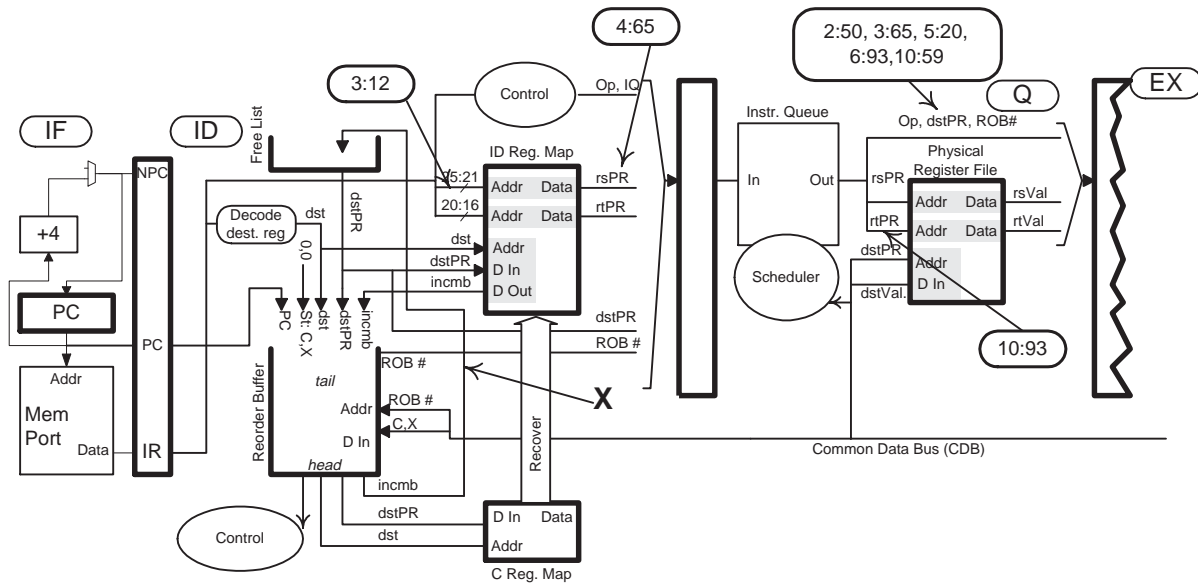 IF
ID
3:12
4:65
2:50, 3:65, 5:20,
6:93,10:59
Q
EX
Free List
Control
Op, IQ
Instr. Queue
Op, dstPR, ROB#
NPC
+4
PC
Addr
Mem
Port
Data
PC
IR
Decode
dest. reg
dst
dstPR
ID Reg. Map
25:21
Addr
Data
rsPR
20:16
Addr
Data
rtPR
dst
Addr
dstPR
D In
incmb
D Out
In
Out
Scheduler
Physical
Register File
rsPR
Addr
Data
rsVal
rtPR
Addr
Data
rtVal
dstPR
Addr
dstVal.
D In
10:93
0,0
PC
St: C,X
dst
dstPR
incmb
dstPR
ROB #
ROB #
Reorder Buffer
tail
Addr
ROB #
C,X
D In
head
X
Recover
Common Data Bus (CDB)
incmb
Control
dstPR
dst
D In
Data
Addr
C Reg. Map